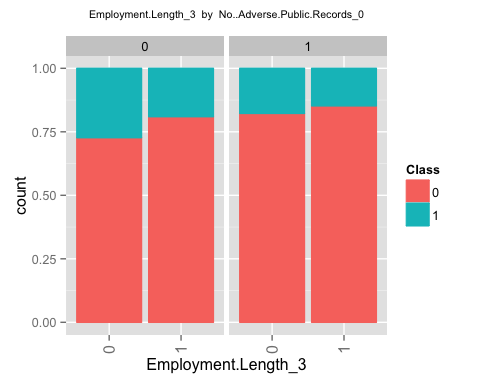 Employment.Length_3 by No..Adverse.Public.Records_0
0 1
1.00
0.75
0.50
0.25
0.00
count
0 1 0 1
Employment.Length_3
Class
0
1